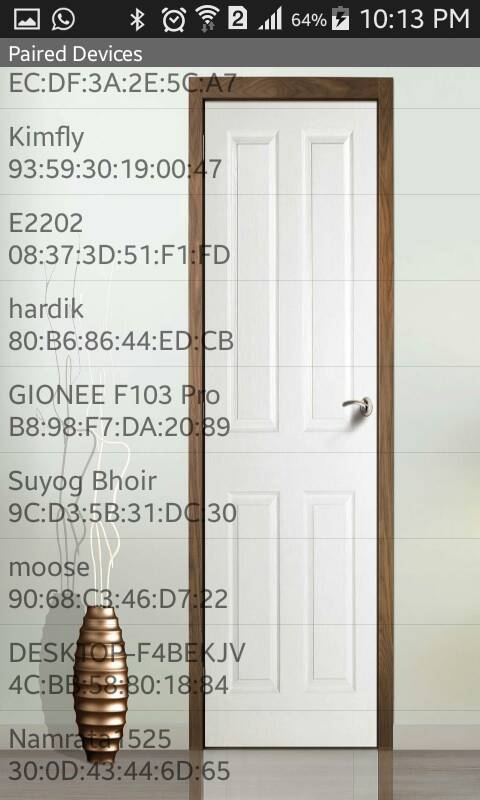 2 64% 10:13 PM
Paired Devices
EC:DF:3A:2E:5C:A7
Kimfly
93:59:30:19:00:47
E2202
08:37:3D:51:F1:FD
hardik
80:B6:86:44:ED:CB
GIONEE F103 Pro
B8:98:F7:DA:20:89
Suyog Bhoir
9C:D3:5B:31:DC:30
moose
90:68:C3:46:D7:22
DESKTOP-F4BEKJV
4C:BB:58:80:18:84
Namrata1525
30:0D:43:44:6D:65